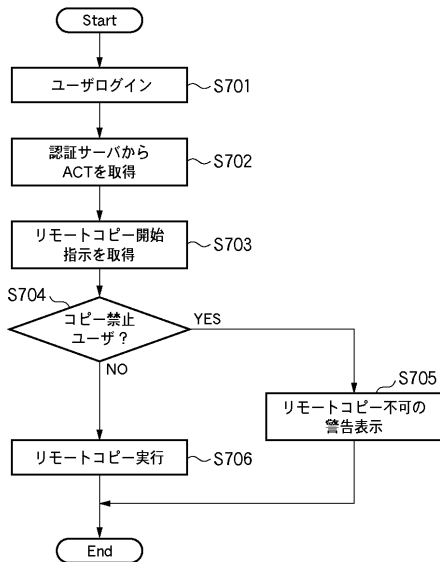 Start
ユーザログイン
S701
認証サーバから
ACTを取得
S702
リモートコピー開始
指示を取得
S703
S704
コピー禁止
ユーザ？
YES
NO
S705
リモートコピー不可の
警告表示
リモートコピー実行
S706
End